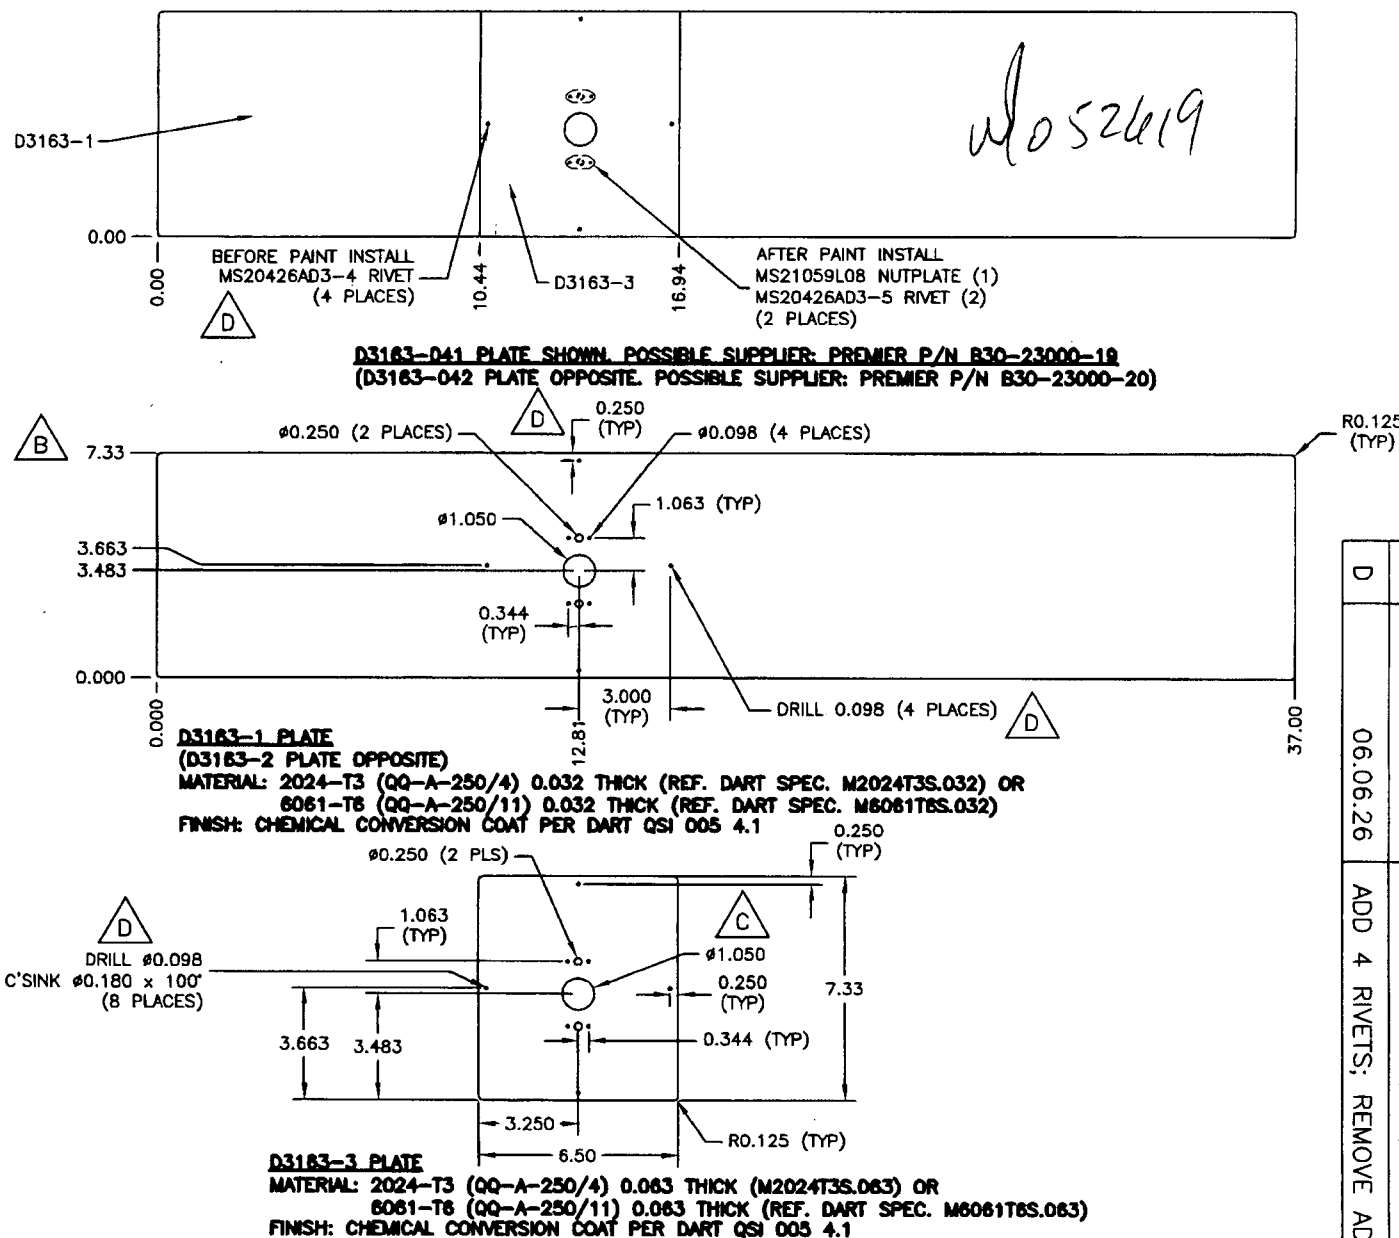 D3163-1
0.00
0.00
BEFORE PAINT INSTALL
MS20426AD3-4 RIVET
(4 PLACES)
D
10.44
D3163-3
16.94
AFTER PAINT INSTALL
MS21059L08 NUTPLATE (1)
MS20426AD3-5 RIVET (2)
(2 PLACES)
D3163-041 PLATE SHOWN. POSSIBLE SUPPLIER: PREMIER P/N B30-23000-19
(D3163-042 PLATE OPPOSITE. POSSIBLE SUPPLIER: PREMIER P/N B30-23000-20)
B
7.33
ø0.250 (2 PLACES)
D
0.250
(TYP)
ø0.098 (4 PLACES)
R0.125
(TYP)
1.063 (TYP)
ø1.050
3.663
3.483
0.344
(TYP)
0.000
0.000
12.81
3.000
(TYP)
DRILL 0.098 (4 PLACES)
D
37.00
D3163-1 PLATE
(D3163-2 PLATE OPPOSITE)
MATERIAL: 2024-T3 (QQ-A-250/4) 0.032 THICK (REF. DART SPEC. M2024T3S.032) OR
6061-T6 (QQ-A-250/11) 0.032 THICK (REF. DART SPEC. M6061T6S.032)
FINISH: CHEMICAL CONVERSION COAT PER DART QSI 005 4.1
ø0.250 (2 PLS)
0.250
(TYP)
D
1.063
(TYP)
C
DRILL ø0.098
C'SINK ø0.180 x 100°
(8 PLACES)
ø1.050
0.250
(TYP)
7.33
3.663
3.483
0.344 (TYP)
3.250
6.50
R0.125 (TYP)
D3163-3 PLATE
MATERIAL: 2024-T3 (QQ-A-250/4) 0.063 THICK (M2024T3S.063) OR
6061-T6 (QQ-A-250/11) 0.063 THICK (REF. DART SPEC. M6061T6S.063)
FINISH: CHEMICAL CONVERSION COAT PER DART QSI 005 4.1
D
06.06.26
ADD 4 RIVETS; REMOVE